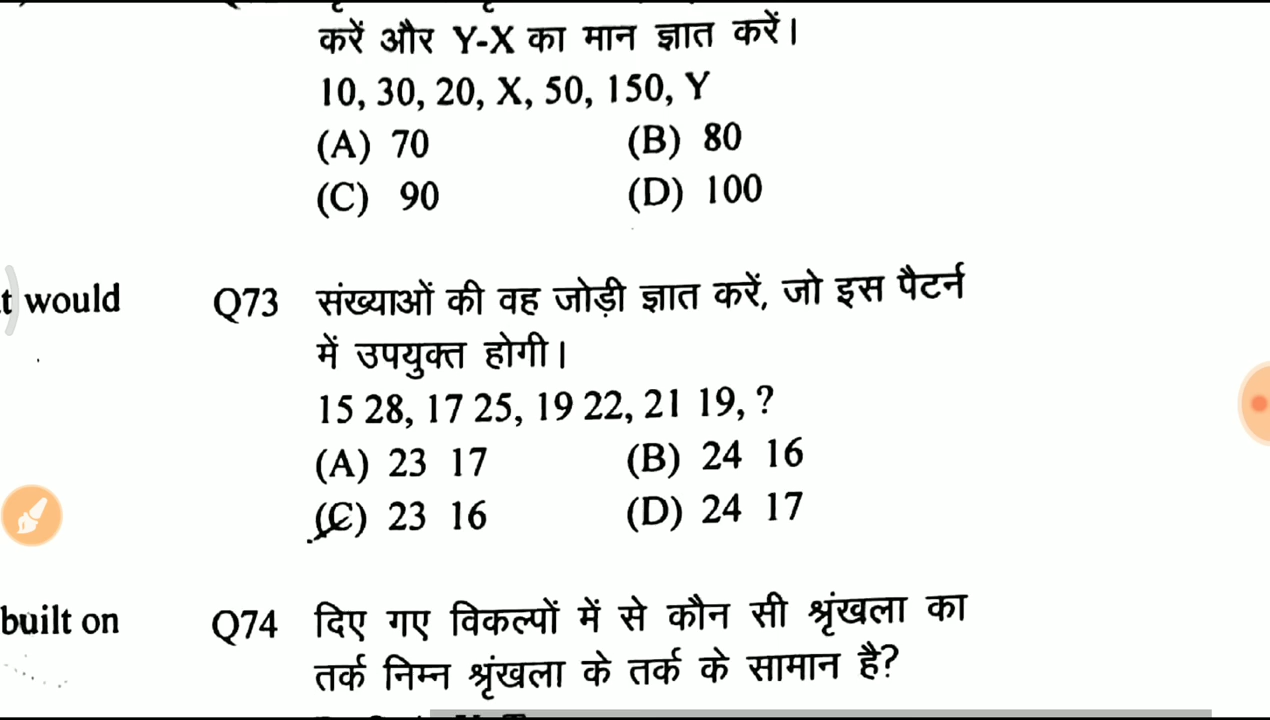 करें और Y-X का मान ज्ञात करें।
10, 30, 20, X, 50, 150, Y
(A) 70 (B) 80
(C) 90 (D) 100
t would
Q73 संख्याओं की वह जोड़ी ज्ञात करें, जो इस पैटर्न
में उपयुक्त होगी।
15 28, 17 25, 19 22, 21 19, ?
(A) 23 17 (B) 24 16
(C) 23 16 (D) 24 17
built on
Q74 दिए गए विकल्पों में से कौन सी श्रृंखला का
तर्क निम्न श्रृंखला के तर्क के सामान है?